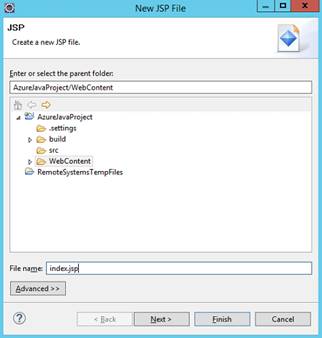 New JSP File
JSP
Create a new JSP file.
Enter or select the parent folder:
AzureJavaProject/WebContent
AzureJavaProject
.settings
build
src
WebContent
RemoteSystemsTempFiles
File name: index.jsp
Advanced >>
? < Back Next > Finish Cancel